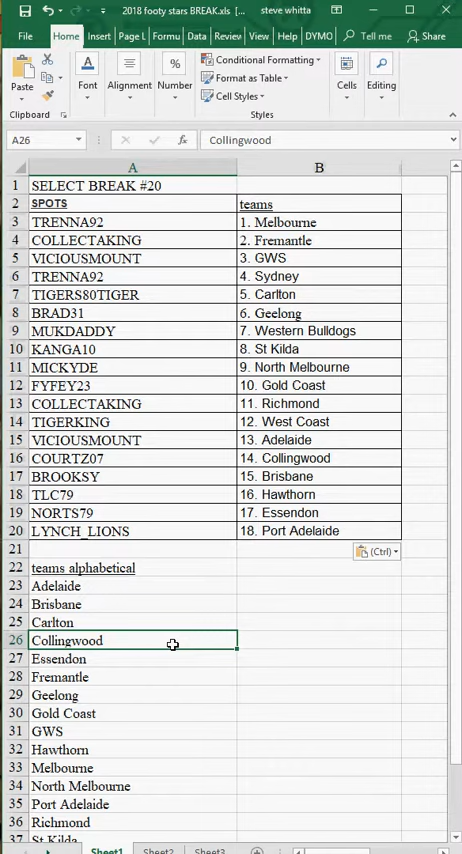 2018 footy stars BREAK.xls [... steve whitta
File Home Insert Page L Formu Data Review View Help DYMO Tell me Share
Paste
Clipboard
Font
Alignment
Number
Conditional Formatting
Format as Table
Cell Styles
Styles
Cells
Editing
A26 fx Collingwood
A B
1 SELECT BREAK #20
2 SPOTS teams
3 TRENNA92 1. Melbourne
4 COLLECTAKING 2. Fremantle
5 VICIOUSMOUNT 3. GWS
6 TRENNA92 4. Sydney
7 TIGERS80TIGER 5. Carlton
8 BRAD31 6. Geelong
9 MUKDADDY 7. Western Bulldogs
10 KANGA10 8. St Kilda
11 MICKYDE 9. North Melbourne
12 FYFEY23 10. Gold Coast
13 COLLECTAKING 11. Richmond
14 TIGERKING 12. West Coast
15 VICIOUSMOUNT 13. Adelaide
16 COURTZ07 14. Collingwood
17 BROOKSY 15. Brisbane
18 TLC79 16. Hawthorn
19 NORTS79 17. Essendon
20 LYNCH_LIONS 18. Port Adelaide
21 (Ctrl)
22 teams alphabetical
23 Adelaide
24 Brisbane
25 Carlton
26 Collingwood
27 Essendon
28 Fremantle
29 Geelong
30 Gold Coast
31 GWS
32 Hawthorn
33 Melbourne
34 North Melbourne
35 Port Adelaide
36 Richmond
37 St Kilda
Sheet1 Sheet2 Sheet3